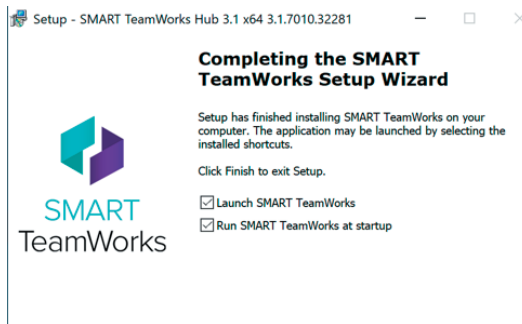 Setup - SMART TeamWorks Hub 3.1 x64 3.1.7010.32281
Completing the SMART
TeamWorks Setup Wizard
Setup has finished installing SMART TeamWorks on your
computer. The application may be launched by selecting the
installed shortcuts.
Click Finish to exit Setup.
Launch SMART TeamWorks
Run SMART TeamWorks at startup
SMART
TeamWorks